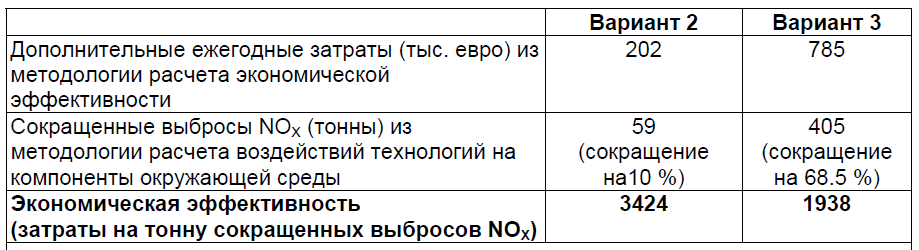 Вариант 2 Вариант 3
Дополнительные ежегодные затраты (тыс. евро) из 202 785
методологии расчета экономической
эффективности
Сокращенные выбросы NOX (тонны) из 59 405
методологии расчета воздействий технологий на (сокращение (сокращение
компоненты окружающей среды на10 %) на 68.5 %)
Экономическая эффективность 3424 1938
(затраты на тонну сокращенных выбросов NOX)